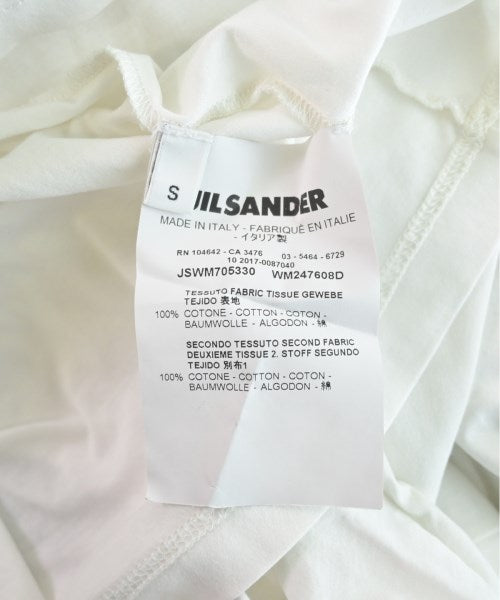 S
JIL SANDER
MADE IN ITALY - FABRIQUÉ EN ITALIE
- イタリア製
RN 104642 - CA 3476 03 - 5464 - 6729
10 2017-0087040
JSWM705330 WM247608D
TESSUTO FABRIC TISSUE GEWEBE
TEJIDO 表地
100% COTONE - COTTON - COTON -
BAUMWOLLE - ALGODON - 綿
SECONDO TESSUTO SECOND FABRIC
DEUXIEME TISSUE 2. STOFF SEGUNDO
TEJIDO 別布1
100% COTONE - COTTON - COTON -
BAUMWOLLE - ALGODON - 綿